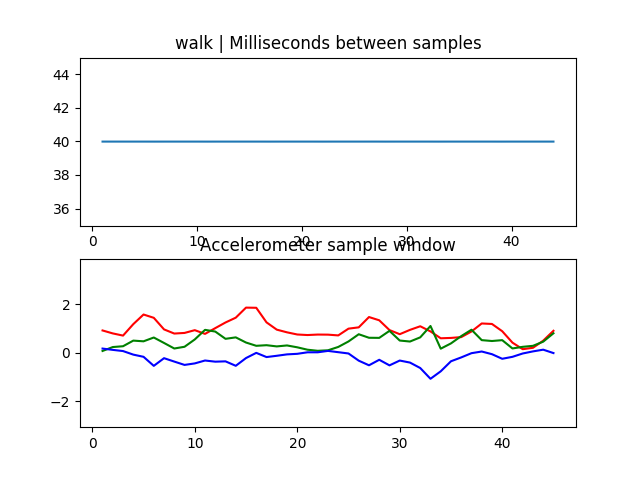 walk | Milliseconds between samples
44
42
40
38
36
0 10 20 30 40
Accelerometer sample window
2
0
−2
0 10 20 30 40